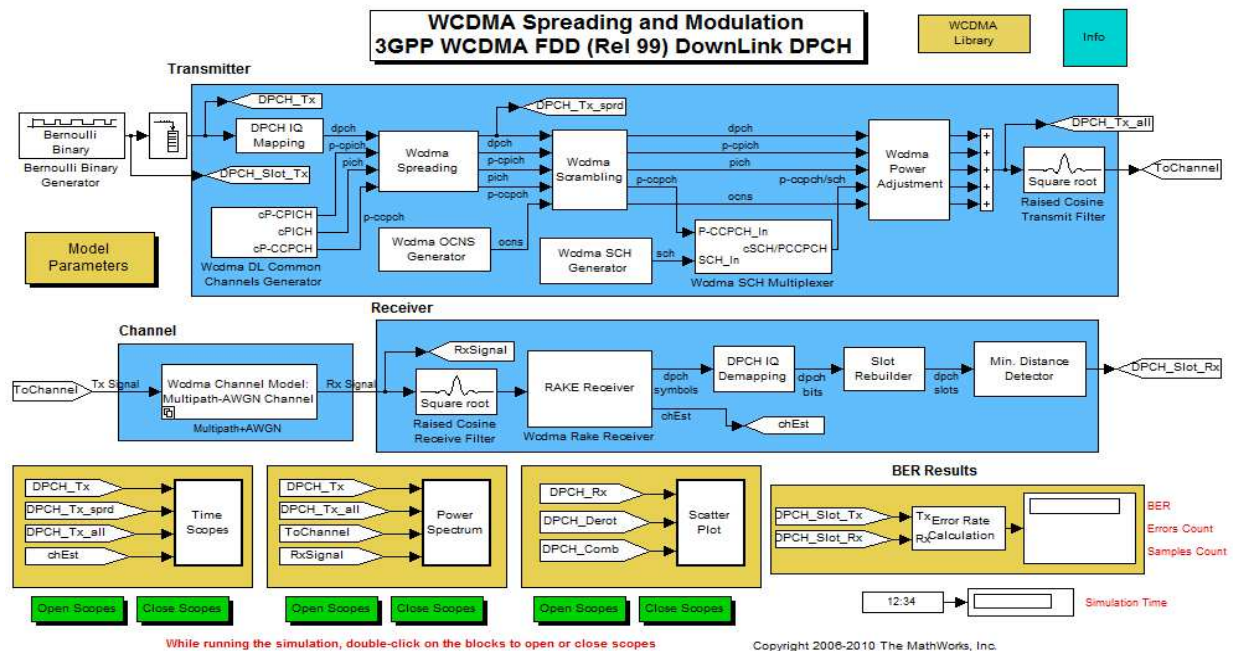 WCDMA Spreading and Modulation
3GPP WCDMA FDD (Rel 99) DownLink DPCH
WCDMA
Library
Info
Transmitter
DPCH_Tx
DPCH_Tx_sprd
DPCH_Tx_all
Bernoulli
Binary
Bernoulli Binary
Generator
DPCH IQ
Mapping
dpch
p-cpich
pich
p-ccpch
DPCH_Slot_Tx
Wcdma
Spreading
dpch
p-cpich
pich
p-ccpch
Wcdma
Scrambling
dpch
p-cpich
pich
p-ccpch
p-ccpch/sch
ocns
Wcdma
Power
Adjustment
+
+
+
+
+
Square root
Raised Cosine
Transmit Filter
ToChannel
cP-CPICH
cPICH
cP-CCPCH
Wcdma DL Common
Channels Generator
Wcdma OCNS
Generator
ocns
Wcdma SCH
Generator
sch
P-CCPCH_In
cSCH/PCCPCH
SCH_In
Wcdma SCH Multiplexer
Model
Parameters
Channel
ToChannel
Tx Signal
Wcdma Channel Model:
Multipath-AWGN Channel
Multipath+AWGN
Rx Signal
Receiver
RxSignal
Square root
Raised Cosine
Receive Filter
RAKE Receiver
Wcdma Rake Receiver
dpch
symbols
chEst
chEst
DPCH IQ
Demapping
dpch
bits
Slot
Rebuilder
dpch
slots
Min. Distance
Detector
DPCH_Slot_Rx
DPCH_Tx
DPCH_Tx_sprd
DPCH_Tx_all
chEst
Time
Scopes
DPCH_Tx
DPCH_Tx_all
ToChannel
RxSignal
Power
Spectrum
DPCH_Rx
DPCH_Derot
DPCH_Comb
Scatter
Plot
BER Results
DPCH_Slot_Tx
DPCH_Slot_Rx
Tx
Rx
Error Rate
Calculation
BER
Errors Count
Samples Count
Open Scopes
Close Scopes
Open Scopes
Close Scopes
Open Scopes
Close Scopes
12:34
Simulation Time
While running the simulation, double-click on the blocks to open or close scopes
Copyright 2006-2010 The MathWorks, Inc.